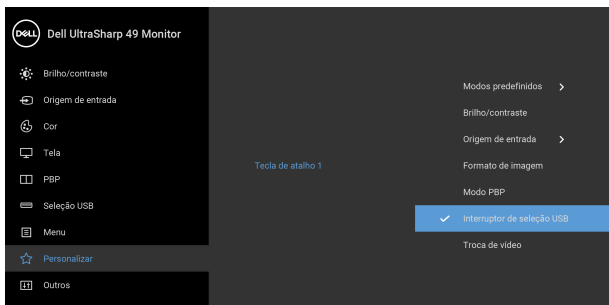 DELL
Dell UltraSharp 49 Monitor
Brilho/contraste
Origem de entrada
Cor
Tela
PBP
Seleção USB
Menu
Personalizar
Outros
Tecla de atalho 1
Modos predefinidos
Brilho/contraste
Origem de entrada
Formato de imagem
Modo PBP
Interruptor de seleção USB
Troca de vídeo